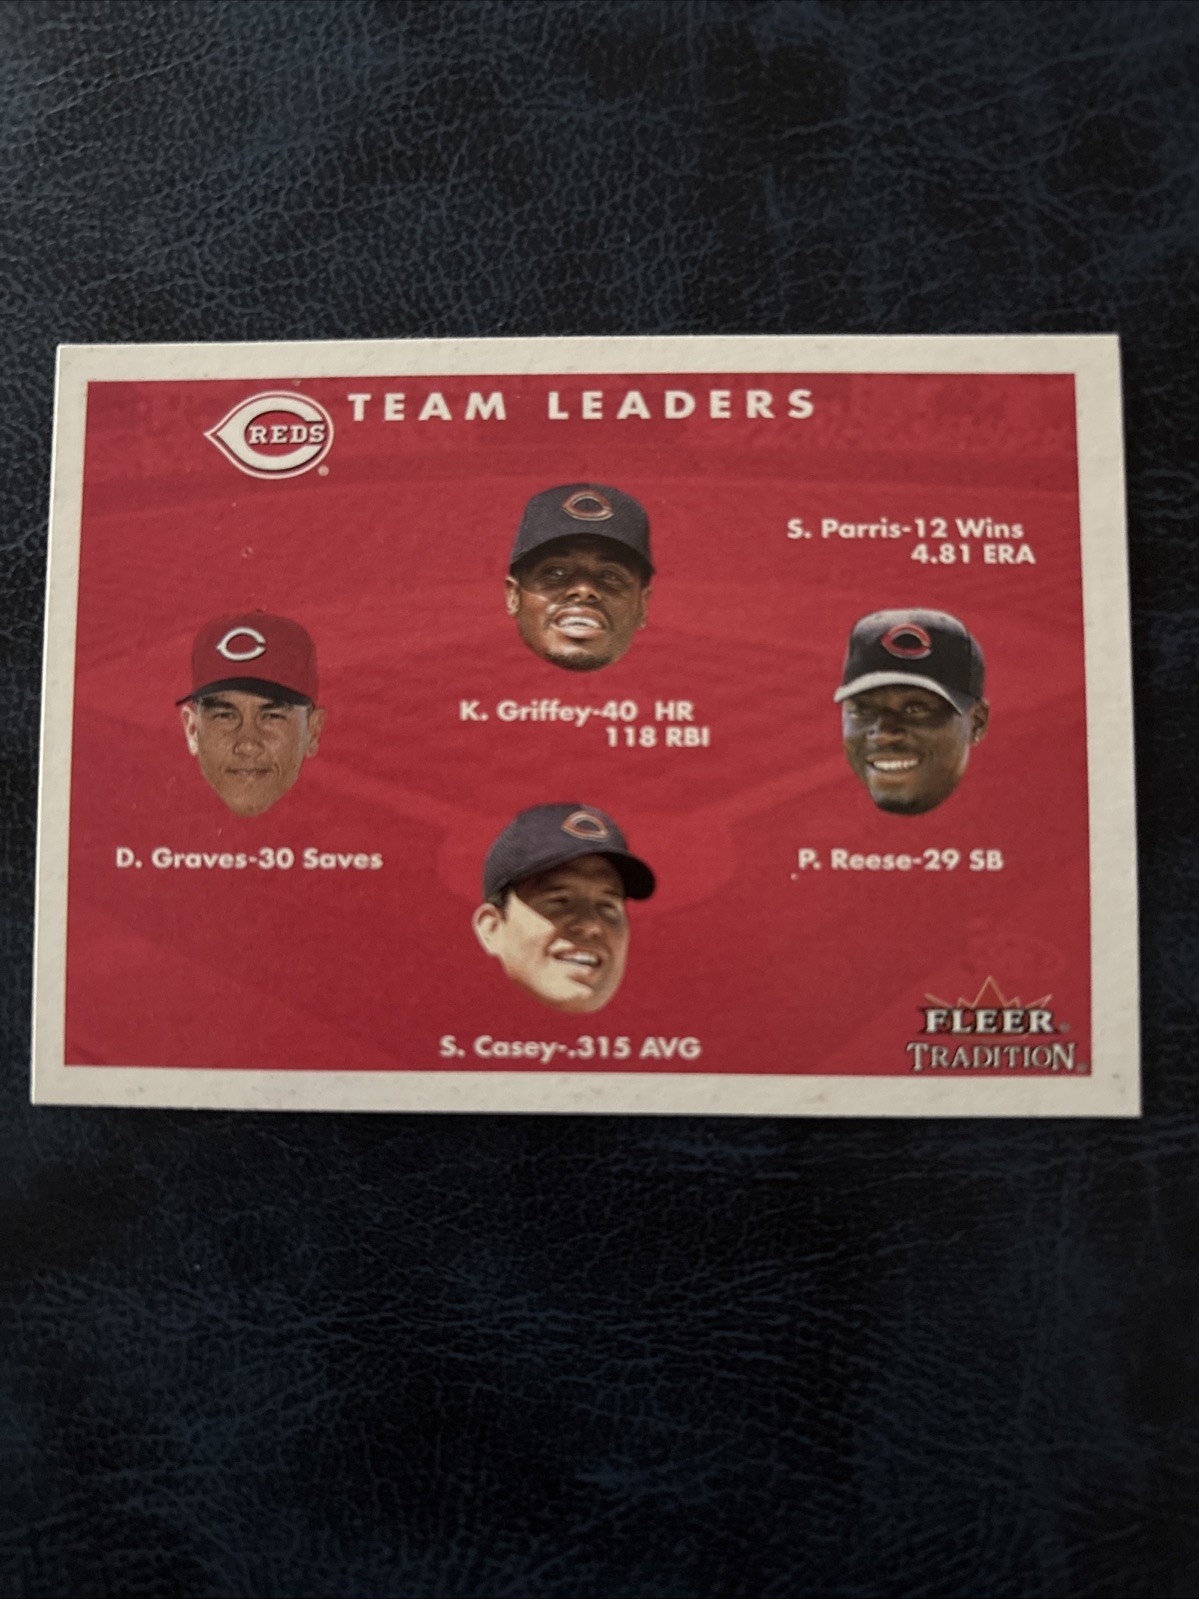 REDS
TEAM LEADERS
S. Parris-12 Wins
4.81 ERA
K. Griffey-40 HR
118 RBI
D. Graves-30 Saves
P. Reese-29 SB
S. Casey-.315 AVG
FLEER
TRADITION